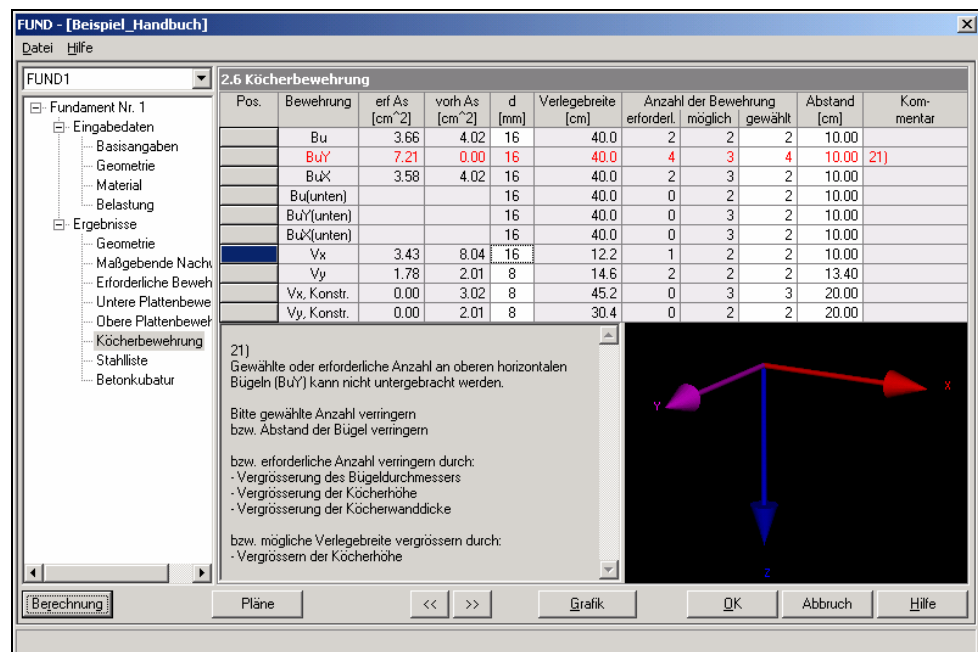 FUND - [Beispiel_Handbuch]
Datei Hilfe
FUND1
Fundament Nr. 1
Eingabedaten
Basisangaben
Geometrie
Material
Belastung
Ergebnisse
Geometrie
Maßgebende Nachw
Erforderliche Beweh
Untere Plattenbewe
Obere Plattenbeweh
Köcherbewehrung
Stahlliste
Betonkubatur
2.6 Köcherbewehrung
Pos. Bewehrung erf As vorh As d Verlegebreite Anzahl der Bewehrung Abstand Kom-
[cm^2] [cm^2] [mm] [cm] erforderl. möglich gewählt [cm] mentar
Bu 3.66 4.02 16 40.0 2 2 2 10.00
BuY 7.21 0.00 16 40.0 4 3 4 10.00 21)
BuX 3.58 4.02 16 40.0 2 3 2 10.00
Bu(unten) 16 40.0 0 2 2 10.00
BuY(unten) 16 40.0 0 3 2 10.00
BuX(unten) 16 40.0 0 3 2 10.00
Vx 3.43 8.04 16 12.2 1 2 2 10.00
Vy 1.78 2.01 8 14.6 2 2 2 13.40
Vx, Konstr. 0.00 3.02 8 45.2 0 3 3 20.00
Vy, Konstr. 0.00 2.01 8 30.4 0 2 2 20.00
21)
Gewählte oder erforderliche Anzahl an oberen horizontalen
Bügeln (BuY) kann nicht untergebracht werden.
Bitte gewählte Anzahl verringern
bzw. Abstand der Bügel verringern
bzw. erforderliche Anzahl verringern durch:
- Vergrösserung des Bügeldurchmessers
- Vergrösserung der Köcherhöhe
- Vergrösserung der Köcherwanddicke
bzw. mögliche Verlegebreite vergrössern durch:
- Vergrössern der Köcherhöhe
X
Y
Z
Berechnung Pläne << >> Grafik OK Abbruch Hilfe